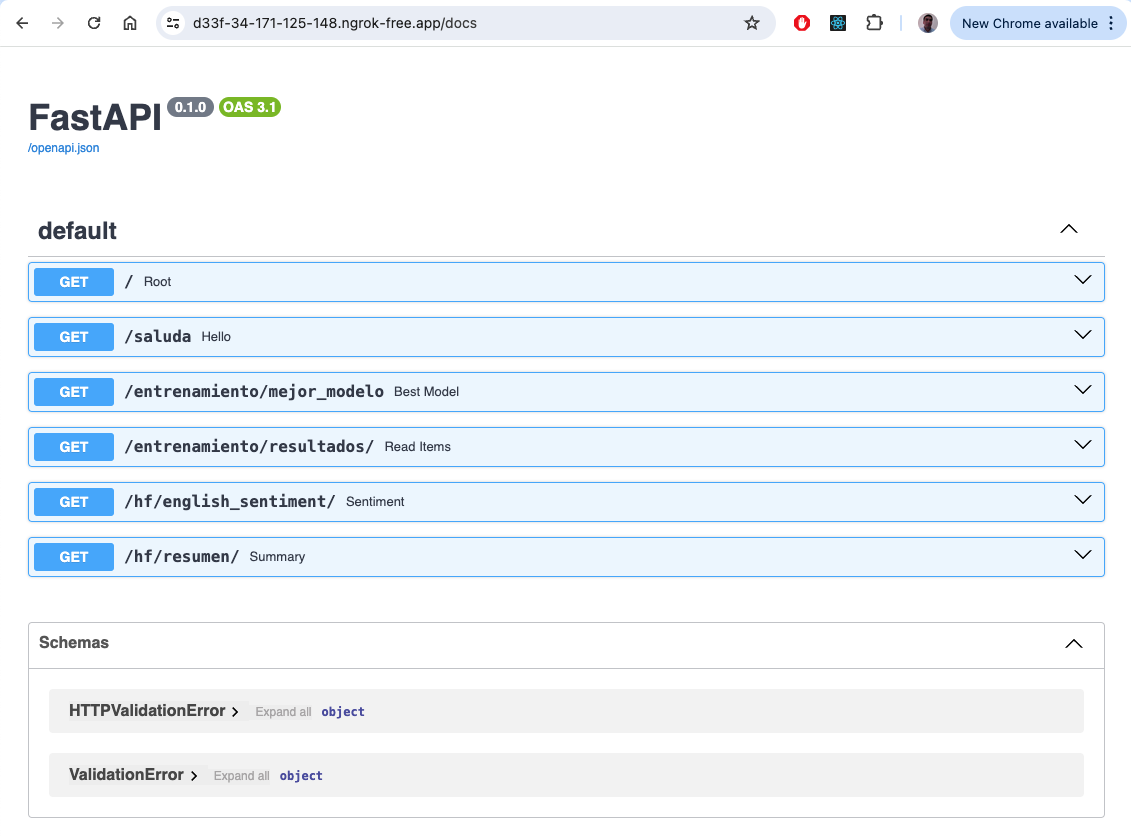 d33f-34-171-125-148.ngrok-free.app/docs New Chrome available
FastAPI 0.1.0 OAS 3.1
/openapi.json
default
GET / Root
GET /saluda Hello
GET /entrenamiento/mejor_modelo Best Model
GET /entrenamiento/resultados/ Read Items
GET /hf/english_sentiment/ Sentiment
GET /hf/resumen/ Summary
Schemas
HTTPValidationError Expand all object
ValidationError Expand all object